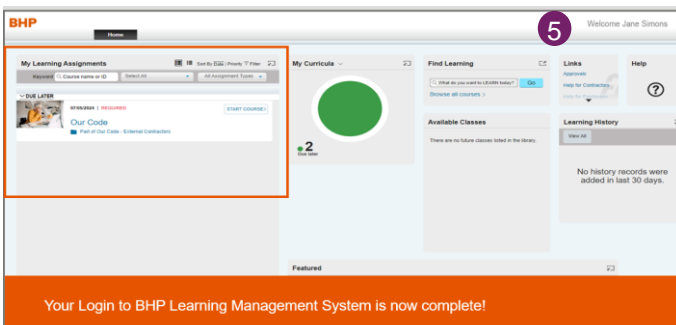 BHP
Home
5
Welcome Jane Simons
My Learning Assignments
Sort By Date | Priority Filter
Keyword Course name or ID
Select All
All Assignment Types
DUE LATER
REQUIRED
START COURSE
Our Code
Part of Our Code - External Contractors
My Curricula
2
Due later
Find Learning
What do you want to LEARN today? Go
Browse all courses
Available Classes
There are no future classes listed in the library.
Links
Approvals
Help for Contractors
Help
?
Learning History
View All
No history records were
added in last 30 days.
Featured
Your Login to BHP Learning Management System is now complete!